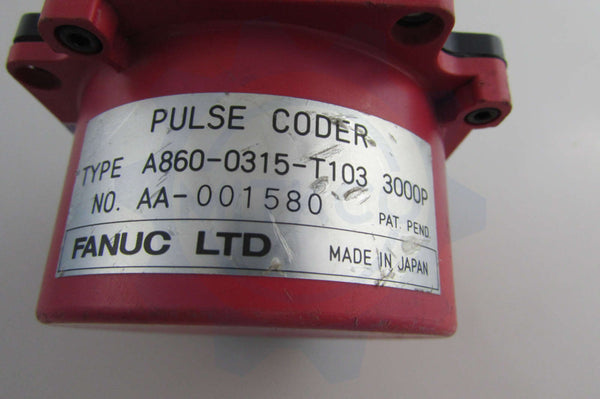 PULSE CODER
TYPE A860-0315-T103 3000P
NO. AA-001580 PAT. PEND.
FANUC LTD MADE IN JAPAN